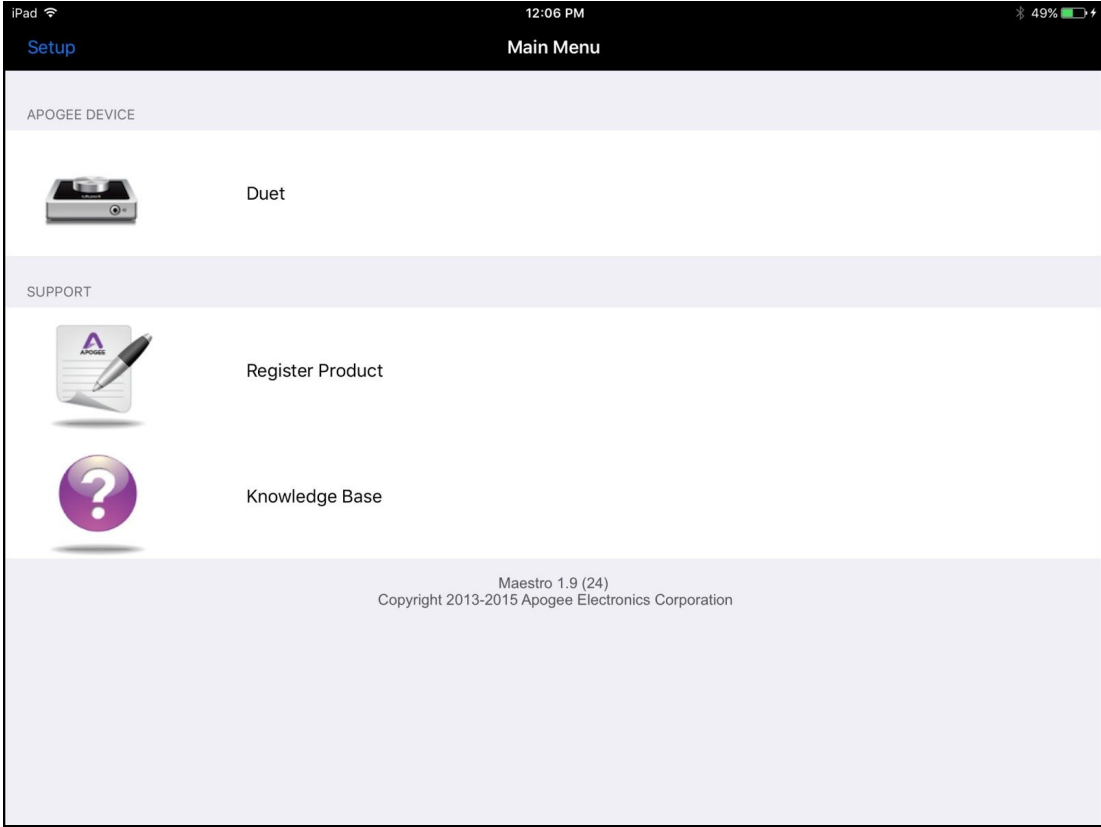 iPad 12:06 PM 49%
Setup Main Menu
APOGEE DEVICE
Duet
SUPPORT
APOGEE
Register Product
Knowledge Base
Maestro 1.9 (24)
Copyright 2013-2015 Apogee Electronics Corporation